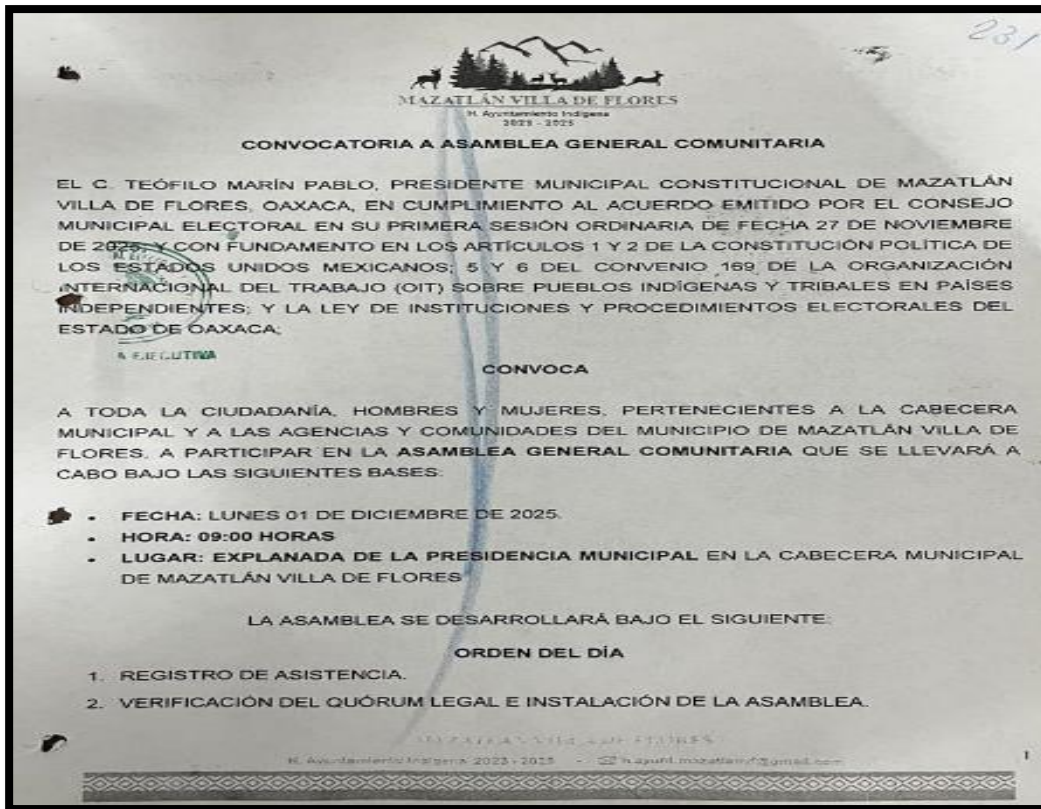 231
MAZATLÁN VILLA DE FLORES
H. Ayuntamiento Indígena
2023 - 2025
CONVOCATORIA A ASAMBLEA GENERAL COMUNITARIA
EL C. TEÓFILO MARÍN PABLO, PRESIDENTE MUNICIPAL CONSTITUCIONAL DE MAZATLÁN
VILLA DE FLORES, OAXACA, EN CUMPLIMIENTO AL ACUERDO EMITIDO POR EL CONSEJO
MUNICIPAL ELECTORAL EN SU PRIMERA SESIÓN ORDINARIA DE FECHA 27 DE NOVIEMBRE
DE 2025, Y CON FUNDAMENTO EN LOS ARTÍCULOS 1 Y 2 DE LA CONSTITUCIÓN POLÍTICA DE
LOS ESTADOS UNIDOS MEXICANOS; 5 Y 6 DEL CONVENIO 169 DE LA ORGANIZACIÓN
INTERNACIONAL DEL TRABAJO (OIT) SOBRE PUEBLOS INDÍGENAS Y TRIBALES EN PAÍSES
INDEPENDIENTES; Y LA LEY DE INSTITUCIONES Y PROCEDIMIENTOS ELECTORALES DEL
ESTADO DE OAXACA;
A EJECUTIVA
CONVOCA
A TODA LA CIUDADANÍA, HOMBRES Y MUJERES, PERTENECIENTES A LA CABECERA
MUNICIPAL Y A LAS AGENCIAS Y COMUNIDADES DEL MUNICIPIO DE MAZATLÁN VILLA DE
FLORES, A PARTICIPAR EN LA ASAMBLEA GENERAL COMUNITARIA QUE SE LLEVARÁ A
CABO BAJO LAS SIGUIENTES BASES:
• FECHA: LUNES 01 DE DICIEMBRE DE 2025.
• HORA: 09:00 HORAS
• LUGAR: EXPLANADA DE LA PRESIDENCIA MUNICIPAL EN LA CABECERA MUNICIPAL
DE MAZATLÁN VILLA DE FLORES
LA ASAMBLEA SE DESARROLLARÁ BAJO EL SIGUIENTE:
ORDEN DEL DÍA
1. REGISTRO DE ASISTENCIA.
2. VERIFICACIÓN DEL QUÓRUM LEGAL E INSTALACIÓN DE LA ASAMBLEA.
MAZATLÁN VILLA DE FLORES
H. Ayuntamiento Indígena 2023 - 2025 -
1